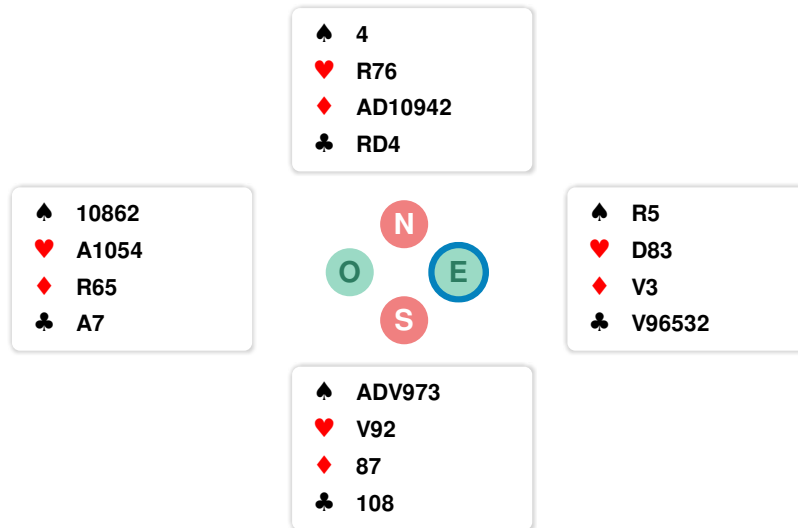 ♠ 4
♥ R76
♦ AD10942
♣ RD4
♠ 10862
♥ A1054
♦ R65
♣ A7
N
O E
S
♠ R5
♥ D83
♦ V3
♣ V96532
♠ ADV973
♥ V92
♦ 87
♣ 108